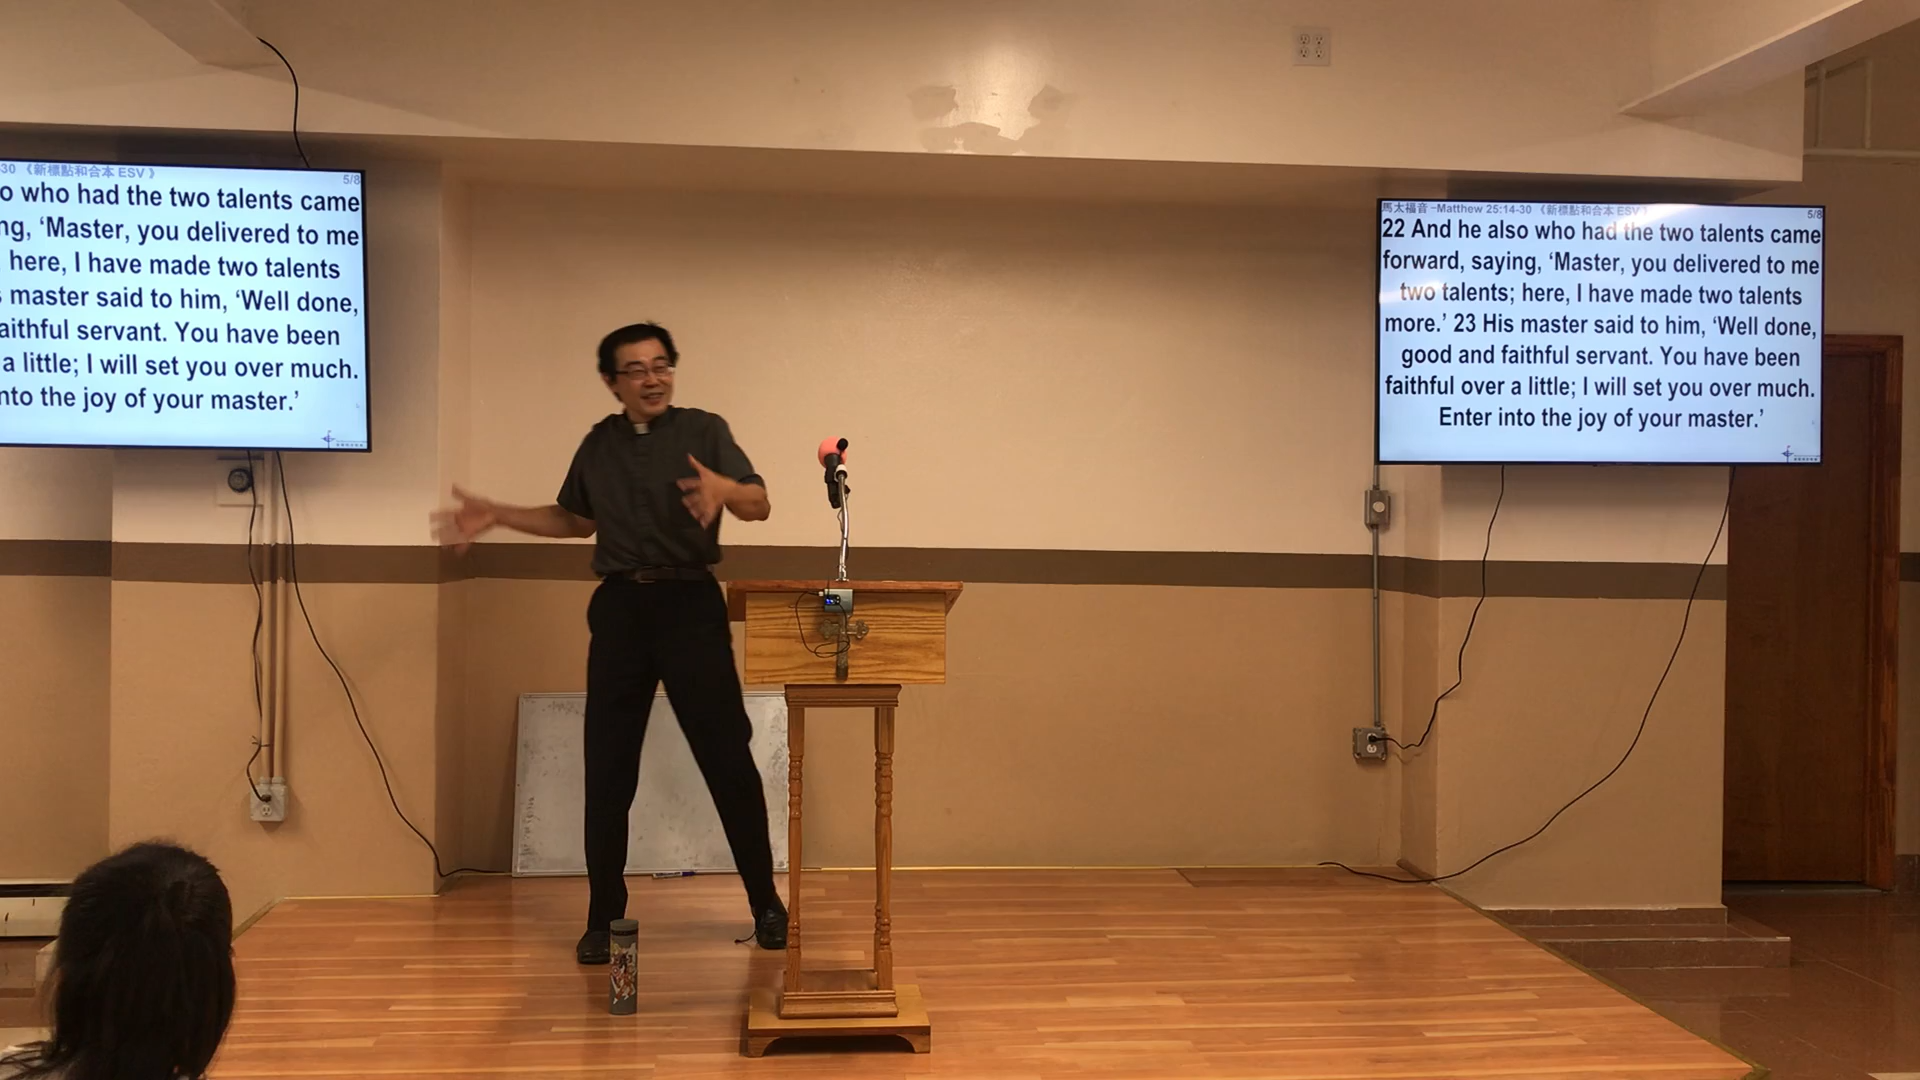 -30 《新標點和合本 ESV 》
5/8
o who had the two talents came
ng, ‘Master, you delivered to me
here, I have made two talents
s master said to him, ‘Well done,
aithful servant. You have been
a little; I will set you over much.
nto the joy of your master.’
馬太福音 –Matthew 25:14-30 《新標點和合本 ESV 》
5/8
22 And he also who had the two talents came
forward, saying, ‘Master, you delivered to me
two talents; here, I have made two talents
more.’ 23 His master said to him, ‘Well done,
good and faithful servant. You have been
faithful over a little; I will set you over much.
Enter into the joy of your master.’